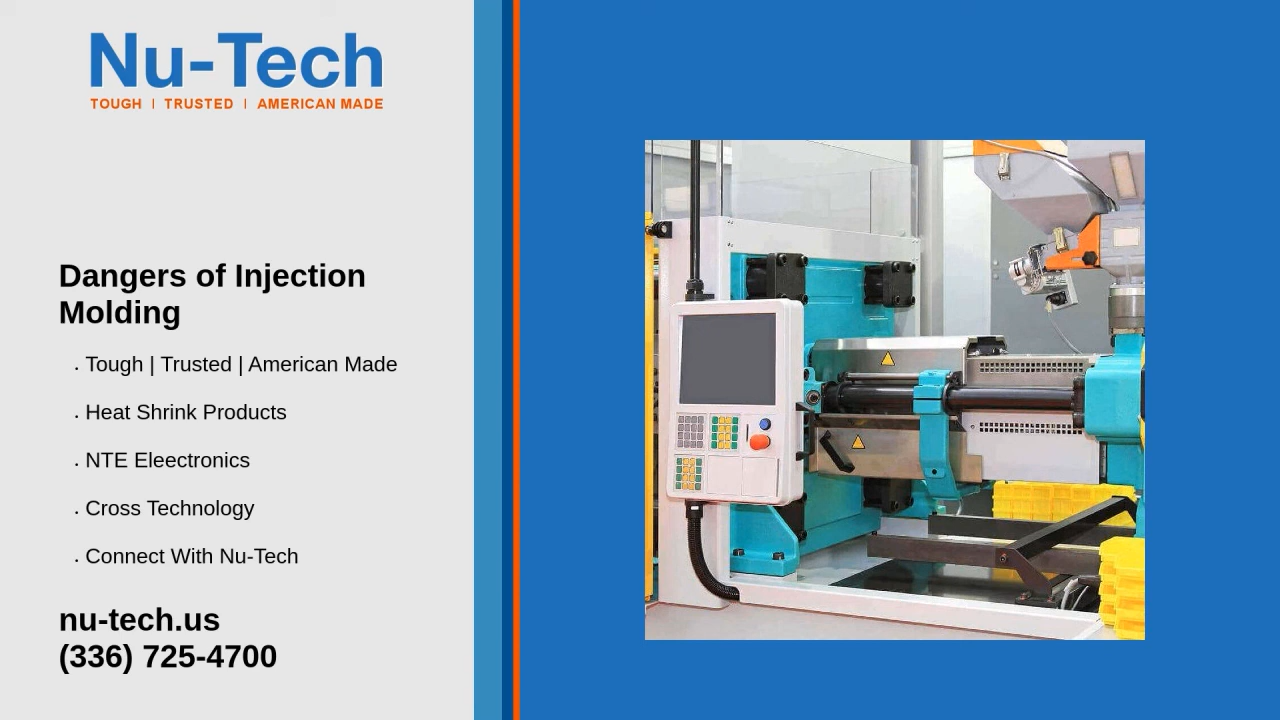 Nu-Tech
TOUGH | TRUSTED | AMERICAN MADE
Dangers of Injection
Molding
. Tough | Trusted | American Made
. Heat Shrink Products
. NTE Eleectronics
. Cross Technology
. Connect With Nu-Tech
nu-tech.us
(336) 725-4700